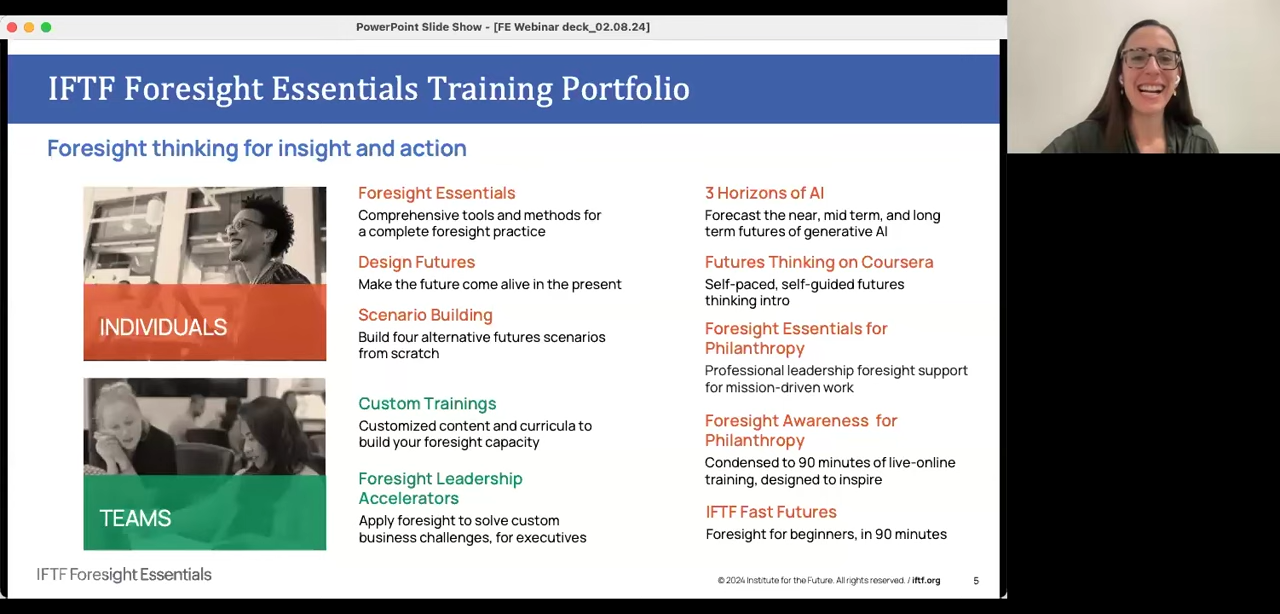 PowerPoint Slide Show - [FE Webinar deck_02.08.24]
IFTF Foresight Essentials Training Portfolio
Foresight thinking for insight and action
INDIVIDUALS
Foresight Essentials
Comprehensive tools and methods for
a complete foresight practice
Design Futures
Make the future come alive in the present
Scenario Building
Build four alternative futures scenarios
from scratch
TEAMS
Custom Trainings
Customized content and curricula to
build your foresight capacity
Foresight Leadership
Accelerators
Apply foresight to solve custom
business challenges, for executives
3 Horizons of AI
Forecast the near, mid term, and long
term futures of generative AI
Futures Thinking on Coursera
Self-paced, self-guided futures
thinking intro
Foresight Essentials for
Philanthropy
Professional leadership foresight support
for mission-driven work
Foresight Awareness for
Philanthropy
Condensed to 90 minutes of live-online
training, designed to inspire
IFTF Fast Futures
Foresight for beginners, in 90 minutes
IFTF Foresight Essentials
© 2024 Institute for the Future. All rights reserved. / iftf.org
5